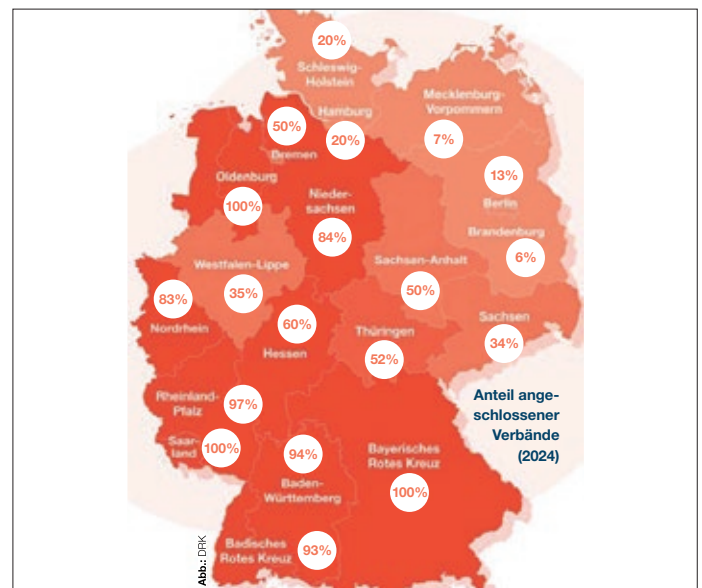 20%
Schleswig-
Holstein
Hamburg
20%
Mecklenburg-
Vorpommern
7%
50%
Bremen
13%
Berlin
Oldenburg
100%
Nieder-
sachsen
84%
Brandenburg
6%
Westfalen-Lippe
35%
Sachsen-Anhalt
50%
83%
Nordrhein
60%
Hessen
Thüringen
52%
Sachsen
34%
Rheinland-
Pfalz
97%
Saar-
land
100%
94%
Baden-
Württemberg
Bayerisches
Rotes Kreuz
100%
Badisches
Rotes Kreuz
93%
Anteil ange-
schlossener
Verbände
(2024)
Abb.: DRK